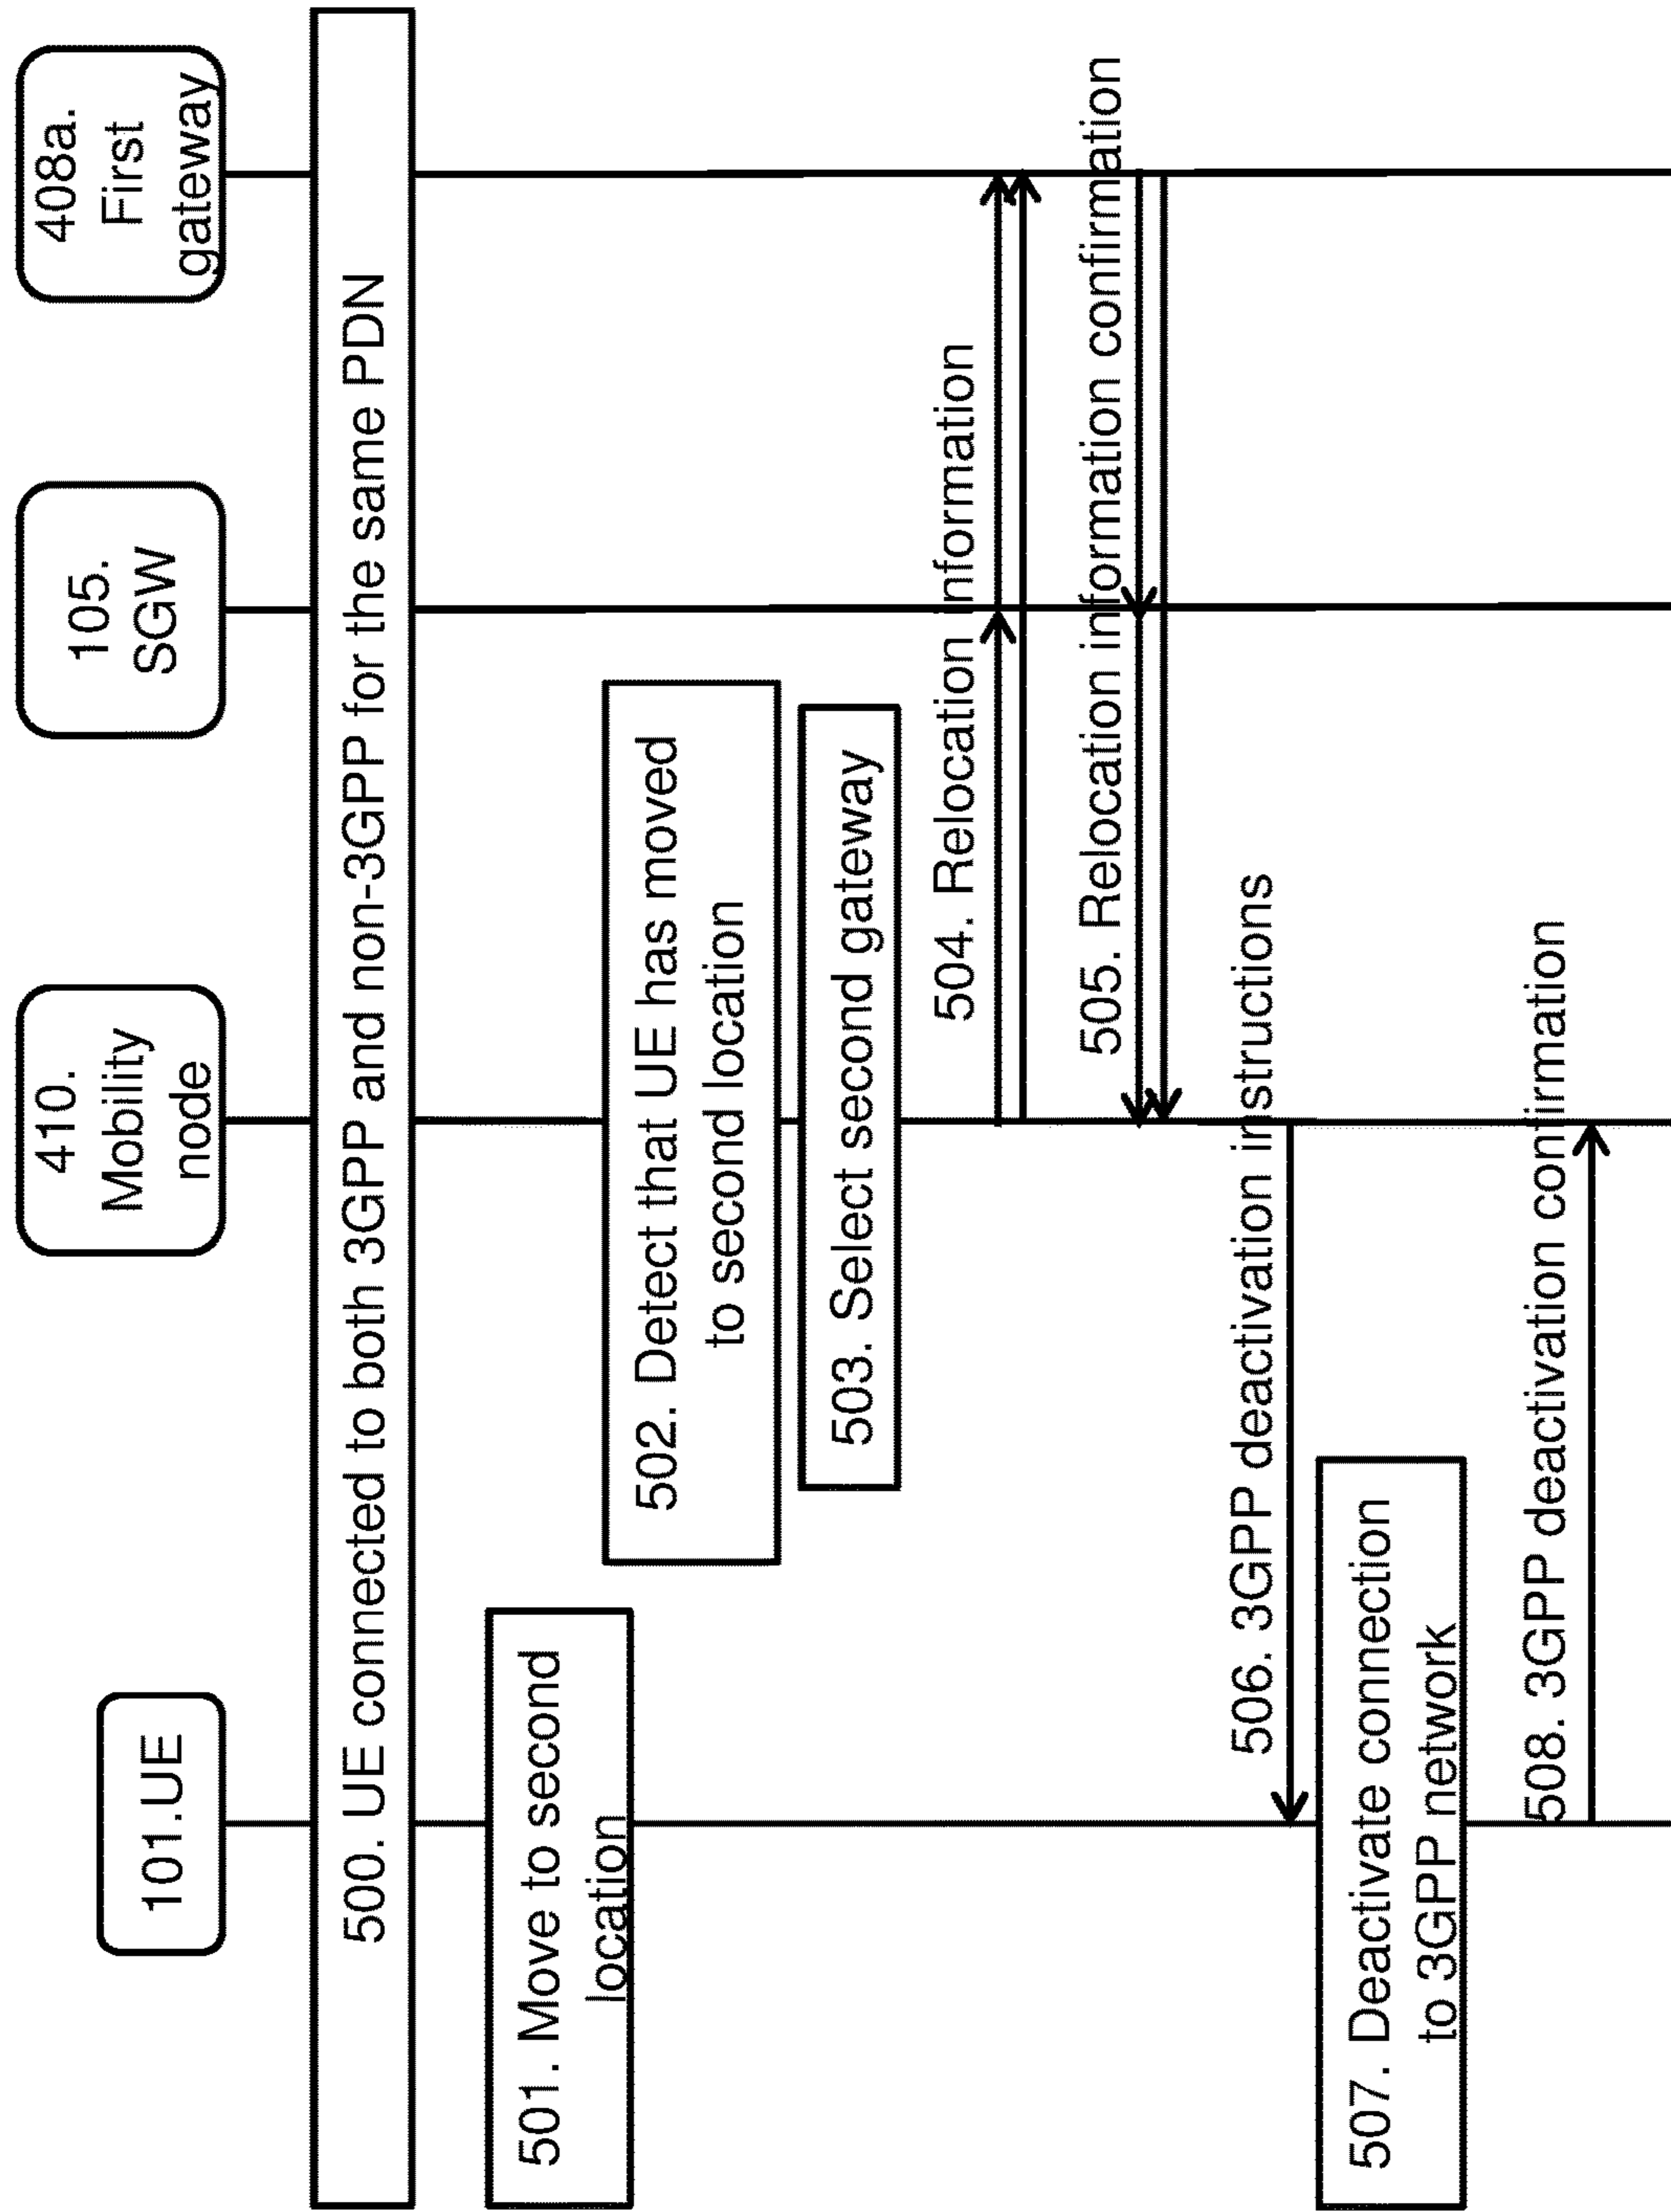 101.UE
410.
Mobility
node
105.
SGW
408a.
First
gateway
500. UE connected to both 3GPP and non-3GPP for the same PDN
501. Move to second
location
502. Detect that UE has moved
to second location
503. Select second gateway
504. Relocation information
505. Relocation information confirmation
506. 3GPP deactivation instructions
507. Deactivate connection
to 3GPP network
508. 3GPP deactivation confirmation